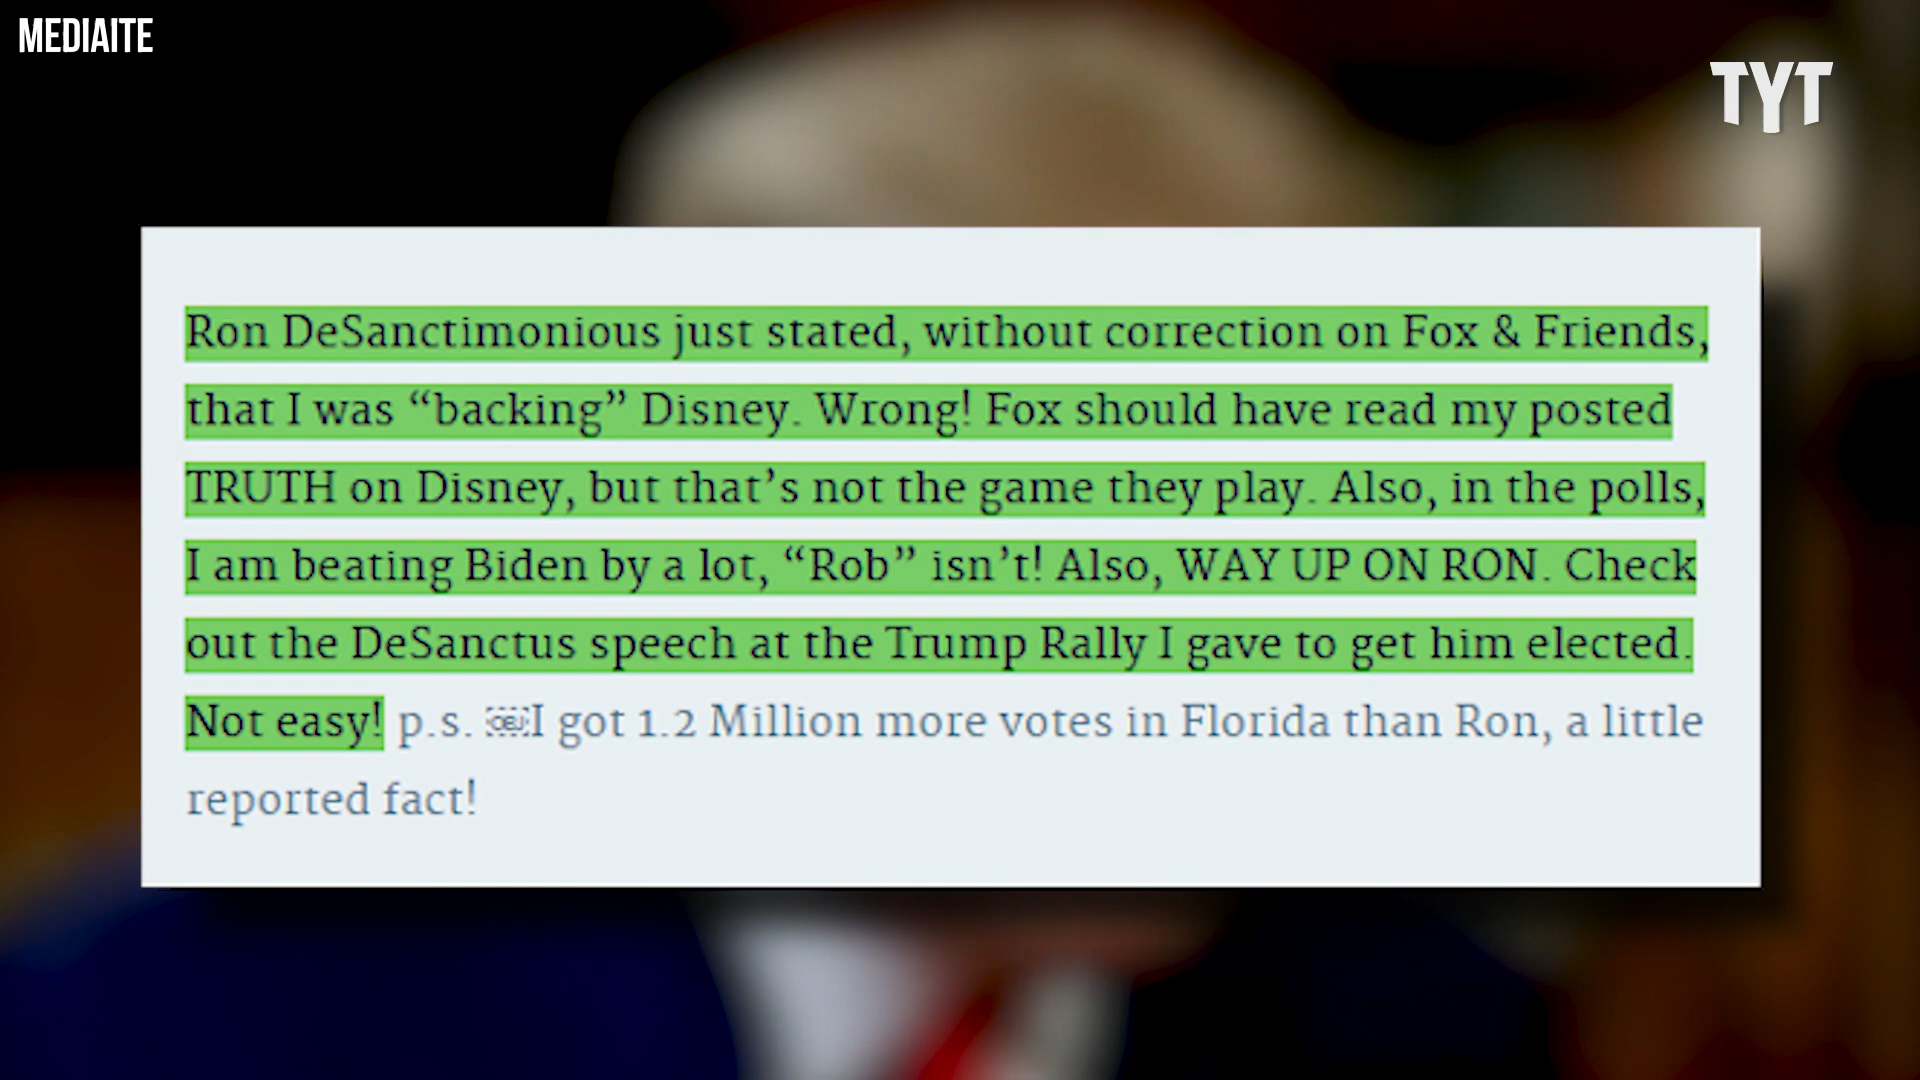 MEDIAITE
TYT
Ron DeSanctimonious just stated, without correction on Fox & Friends,
that I was “backing” Disney. Wrong! Fox should have read my posted
TRUTH on Disney, but that’s not the game they play. Also, in the polls,
I am beating Biden by a lot, “Rob” isn’t! Also, WAY UP ON RON. Check
out the DeSanctus speech at the Trump Rally I gave to get him elected.
Not easy! p.s. OBJ I got 1.2 Million more votes in Florida than Ron, a little
reported fact!